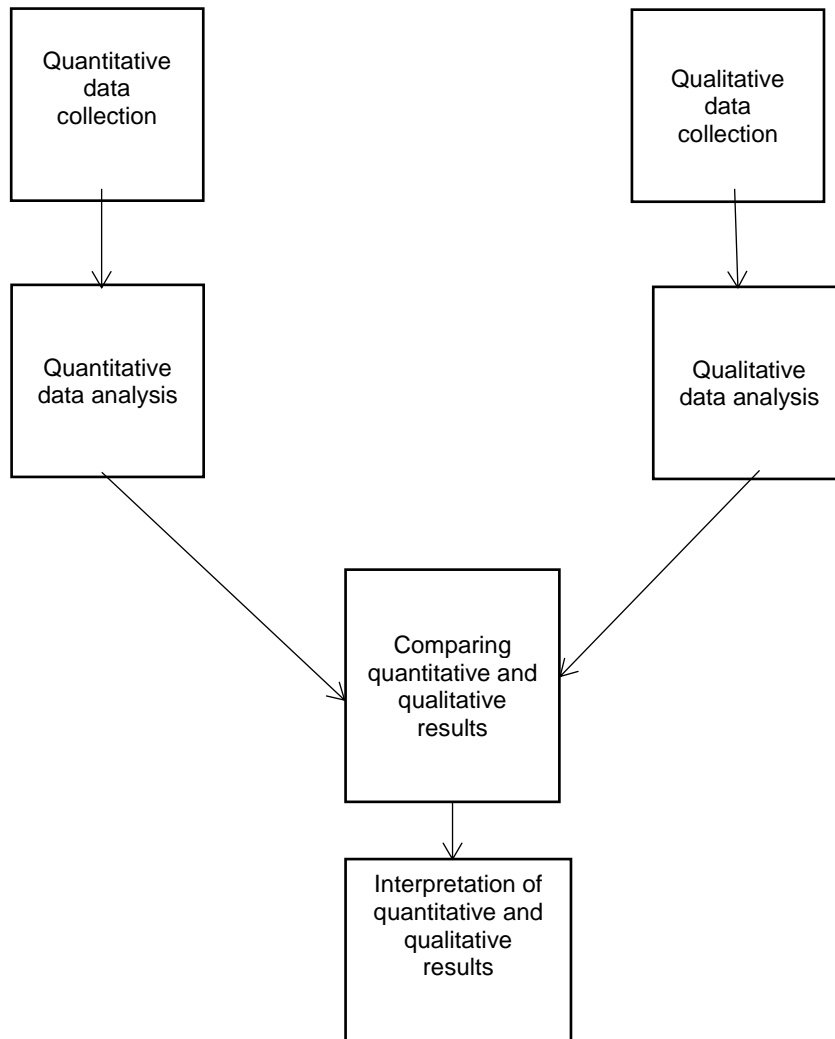 Quantitative
data
collection
Qualitative
data
collection
Quantitative
data analysis
Qualitative
data analysis
Comparing
quantitative and
qualitative
results
Interpretation of
quantitative and
qualitative
results